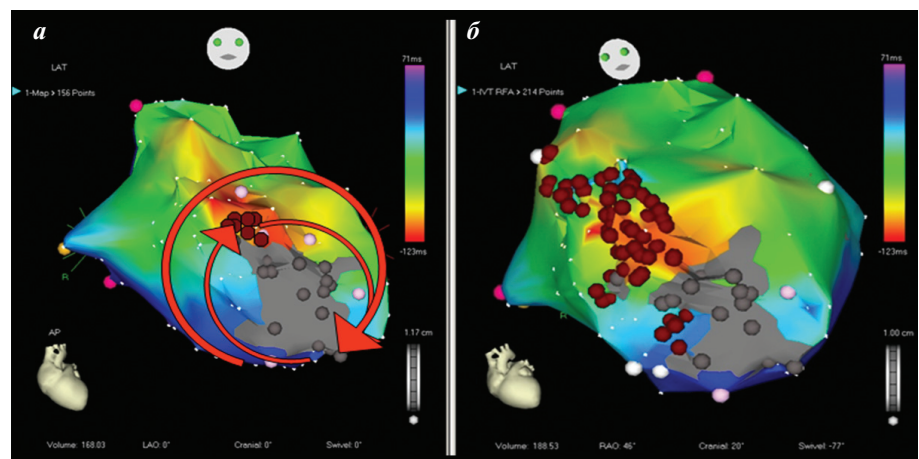 а
LAT
1-Map > 156 Points
71ms
-123ms
R
AP
1.17 cm
Volume: 168.03 LAO: 0° Cranial: 0° Swivel: 0°
б
LAT
1-IVT RFA > 214 Points
71ms
-123ms
R
AP
1.00 cm
Volume: 188.53 RAO: 46° Cranial: 20° Swivel: -77°